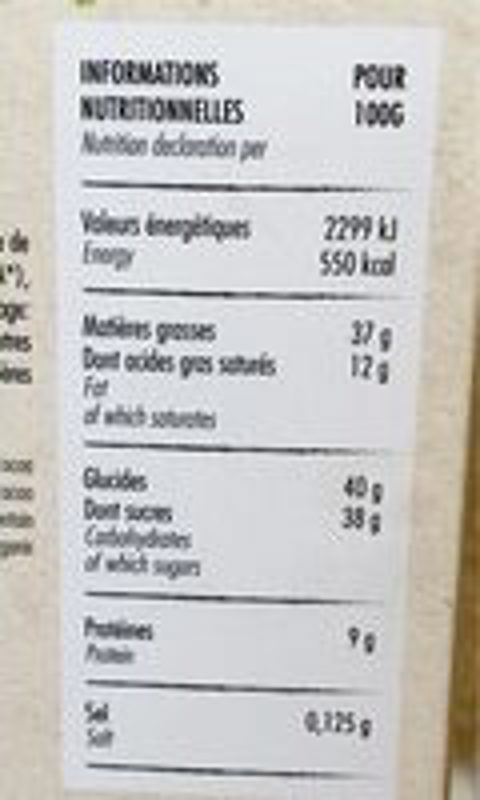 INFORMATIONS POUR
NUTRITIONNELLES 100G
Nutrition declaration per
Valeurs énergétiques 2299 kJ
Energy 550 kcal
Matières grasses 37 g
Dont acides gras saturés 12 g
Fat
of which saturates
Glucides 40 g
Dont sucres 38 g
Carbohydrates
of which sugars
Protéines 9 g
Protein
Sel 0,125 g
Salt
de